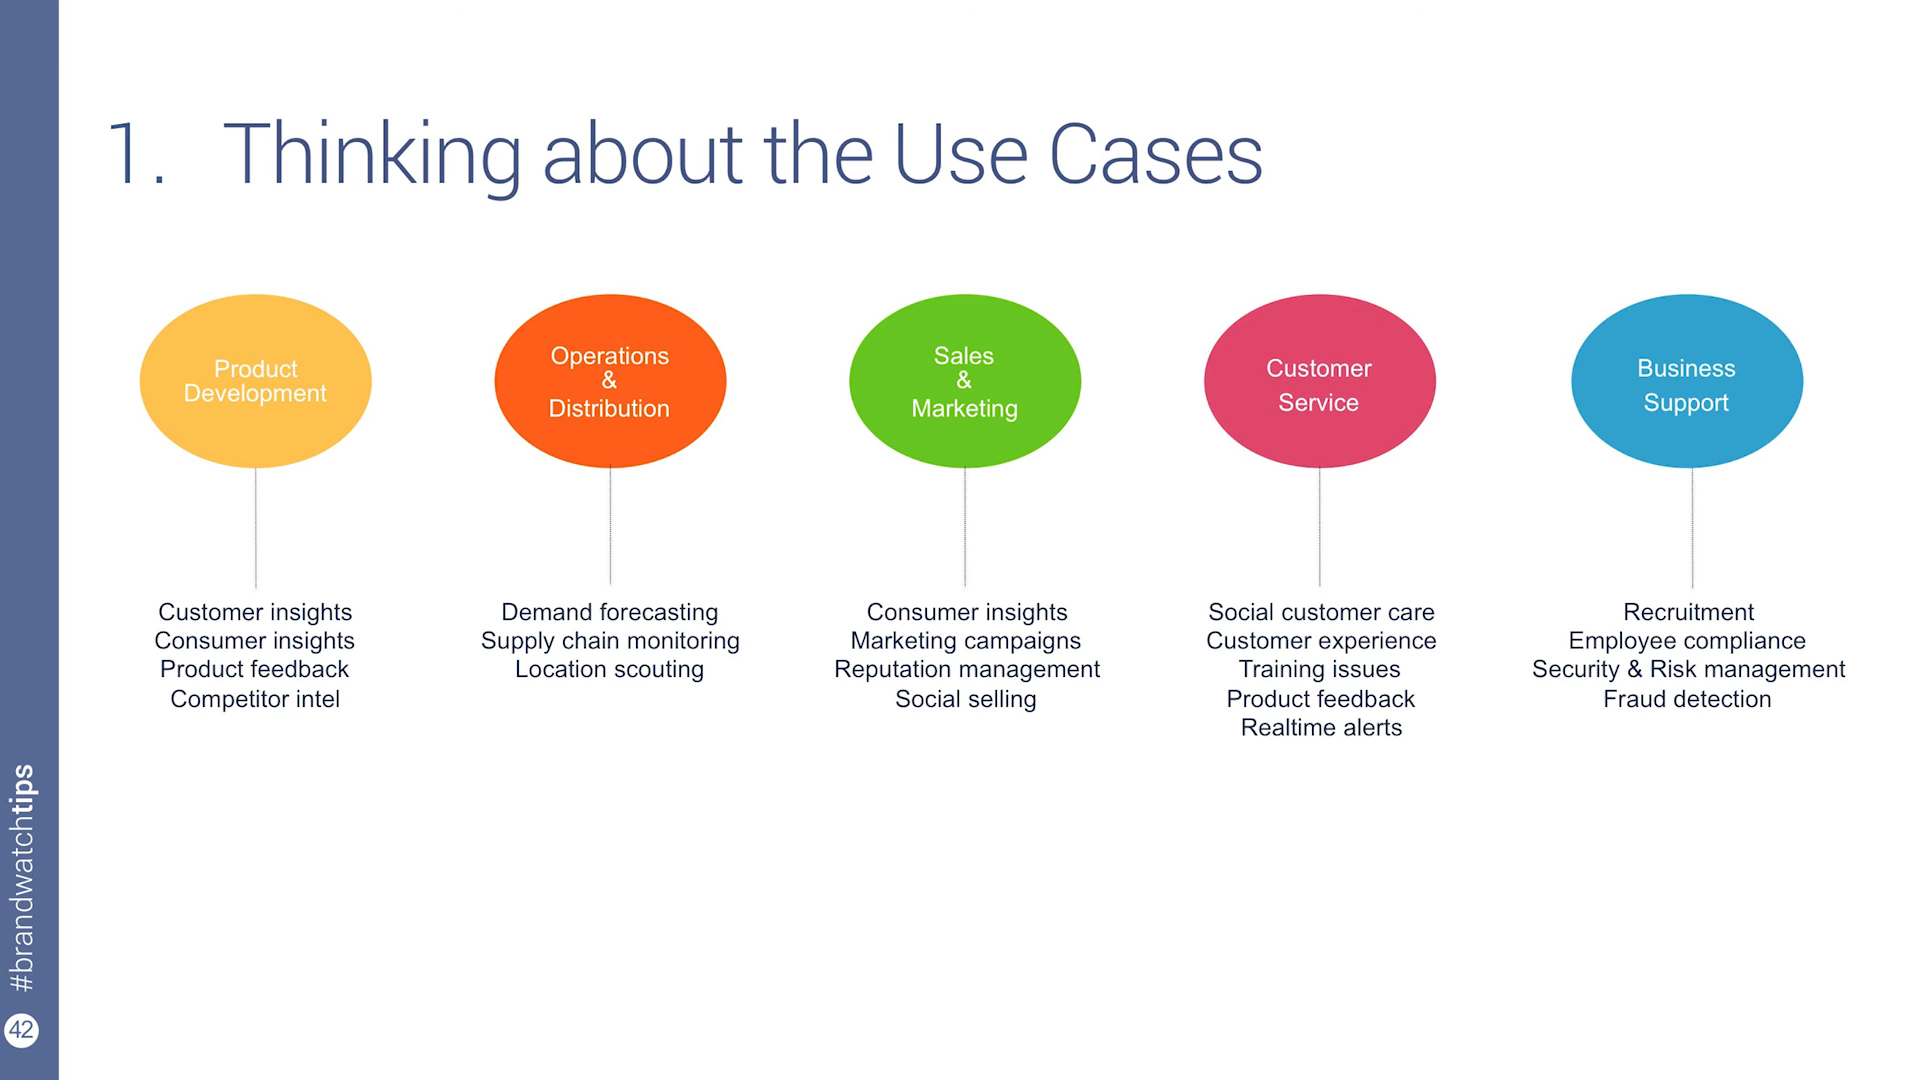 1. Thinking about the Use Cases
Product
Development
Operations
&
Distribution
Sales
&
Marketing
Customer
Service
Business
Support
Customer insights
Consumer insights
Product feedback
Competitor intel
Demand forecasting
Supply chain monitoring
Location scouting
Consumer insights
Marketing campaigns
Reputation management
Social selling
Social customer care
Customer experience
Training issues
Product feedback
Realtime alerts
Recruitment
Employee compliance
Security & Risk management
Fraud detection
#brandwatchtips
42